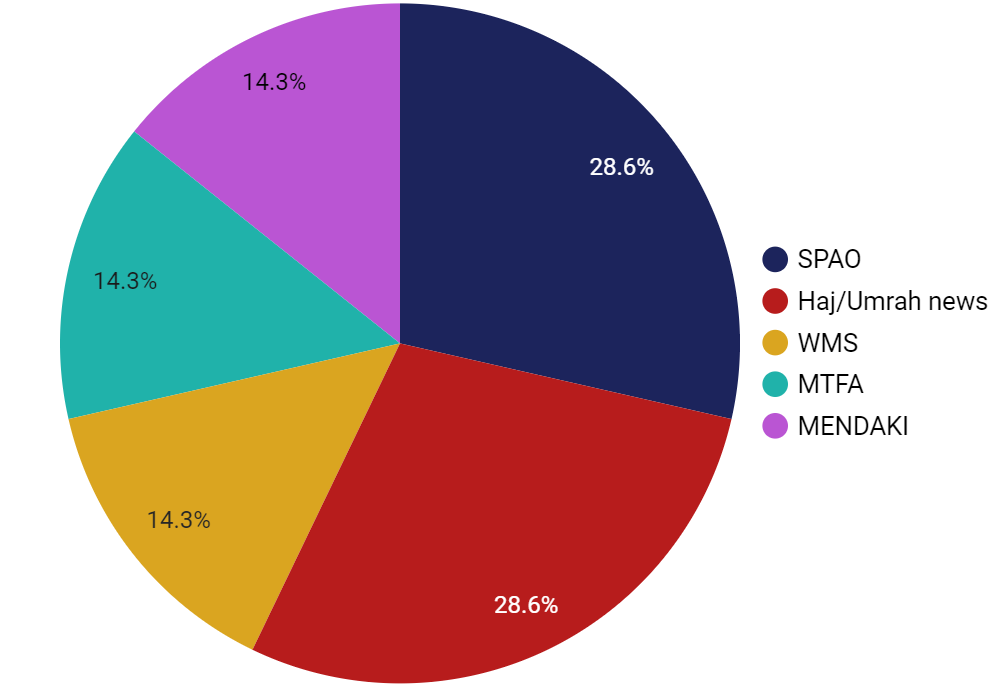 14.3%
28.6%
14.3%
14.3%
28.6%
SPAO
Haj/Umrah news
WMS
MTFA
MENDAKI